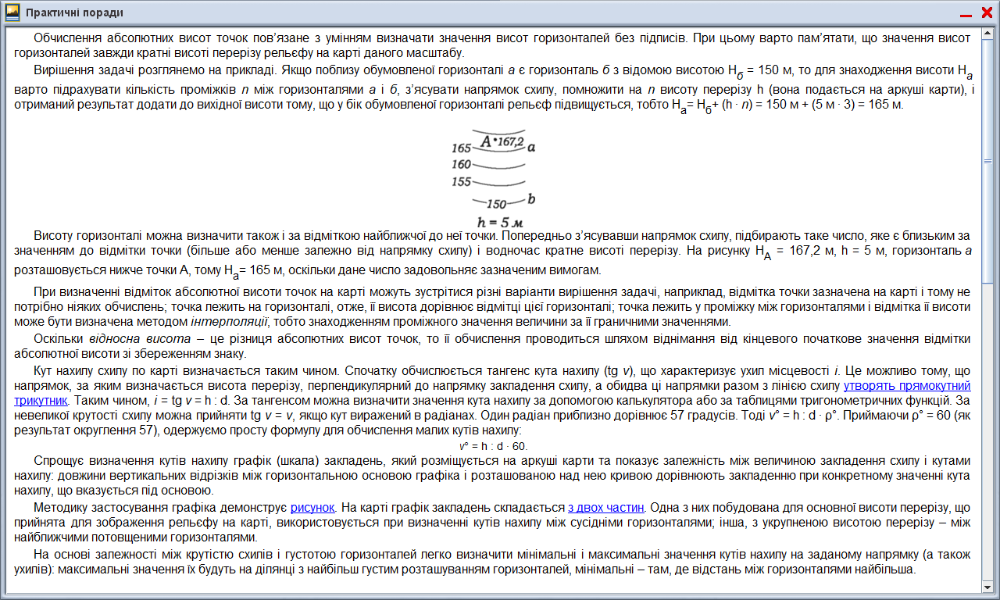 Практичні поради
Обчислення абсолютних висот точок пов’язане з умінням визначати значення висот горизонталей без підписів. При цьому варто пам’ятати, що значення висот
горизонталей завжди кратні висоті перерізу рельєфу на карті даного масштабу.
Вирішення задачі розглянемо на прикладі. Якщо поблизу обумовленої горизонталі а є горизонталь б з відомою висотою Hб = 150 м, то для знаходження висоти Hа
варто підрахувати кількість проміжків n між горизонталями а і б, з’ясувати напрямок схилу, помножити на n висоту перерізу h (вона подається на аркуші карти), і
отриманий результат додати до вихідної висоти тому, що у бік обумовленої горизонталі рельєф підвищується, тобто Hа= Hб+ (h · n) = 150 м + (5 м · 3) = 165 м.
A•167,2
165 a
160
155
150 b
h = 5 м
Висоту горизонталі можна визначити також і за відміткою найближчої до неї точки. Попередньо з’ясувавши напрямок схилу, підбирають таке число, яке є близьким за
значенням до відмітки точки (більше або менше залежно від напрямку схилу) і водночас кратне висоті перерізу. На рисунку HА = 167,2 м, h = 5 м, горизонталь а
розташовується нижче точки А, тому Hа= 165 м, оскільки дане число задовольняє зазначеним вимогам.
При визначенні відміток абсолютної висоти точок на карті можуть зустрітися різні варіанти вирішення задачі, наприклад, відмітка точки зазначена на карті і тому не
потрібно ніяких обчислень; точка лежить на горизонталі, отже, її висота дорівнює відмітці цієї горизонталі; точка лежить у проміжку між горизонталями і відмітка її висоти
може бути визначена методом інтерполяції, тобто знаходженням проміжного значення величини за її граничними значеннями.
Оскільки відносна висота – це різниця абсолютних висот точок, то її обчислення проводиться шляхом віднімання від кінцевого початкове значення відмітки
абсолютної висоти зі збереженням знаку.
Кут нахилу схилу по карті визначається таким чином. Спочатку обчислюється тангенс кута нахилу (tg v), що характеризує ухил місцевості i. Це можливо тому, що
напрямок, за яким визначається висота перерізу, перпендикулярний до напрямку закладення схилу, а обидва ці напрямки разом з лінією схилу утворять прямокутний
трикутник. Таким чином, i = tg v = h : d. За тангенсом можна визначити значення кута нахилу за допомогою калькулятора або за таблицями тригонометричних функцій. За
невеликої крутості схилу можна прийняти tg v = v, якщо кут виражений в радіанах. Один радіан приблизно дорівнює 57 градусів. Тоді v° = h : d · ρ°. Приймаючи ρ° = 60 (як
результат округлення 57), одержуємо просту формулу для обчислення малих кутів нахилу:
v° = h : d · 60.
Спрощує визначення кутів нахилу графік (шкала) закладень, який розміщується на аркуші карти та показує залежність між величиною закладення схилу і кутами
нахилу: довжини вертикальних відрізків між горизонтальною основою графіка і розташованою над нею кривою дорівнюють закладенню при конкретному значенні кута
нахилу, що вказується під основою.
Методику застосування графіка демонструє рисунок. На карті графік закладень складається з двох частин. Одна з них побудована для основної висоти перерізу, що
прийнята для зображення рельєфу на карті, використовується при визначенні кутів нахилу між сусідніми горизонталями; інша, з укрупненою висотою перерізу – між
найближчими потовщеними горизонталями.
На основі залежності між крутістю схилів і густотою горизонталей легко визначити мінімальні і максимальні значення кутів нахилу на заданому напрямку (а також
ухилів): максимальні значення їх будуть на ділянці з найбільш густим розташуванням горизонталей, мінімальні – там, де відстань між горизонталями найбільша.